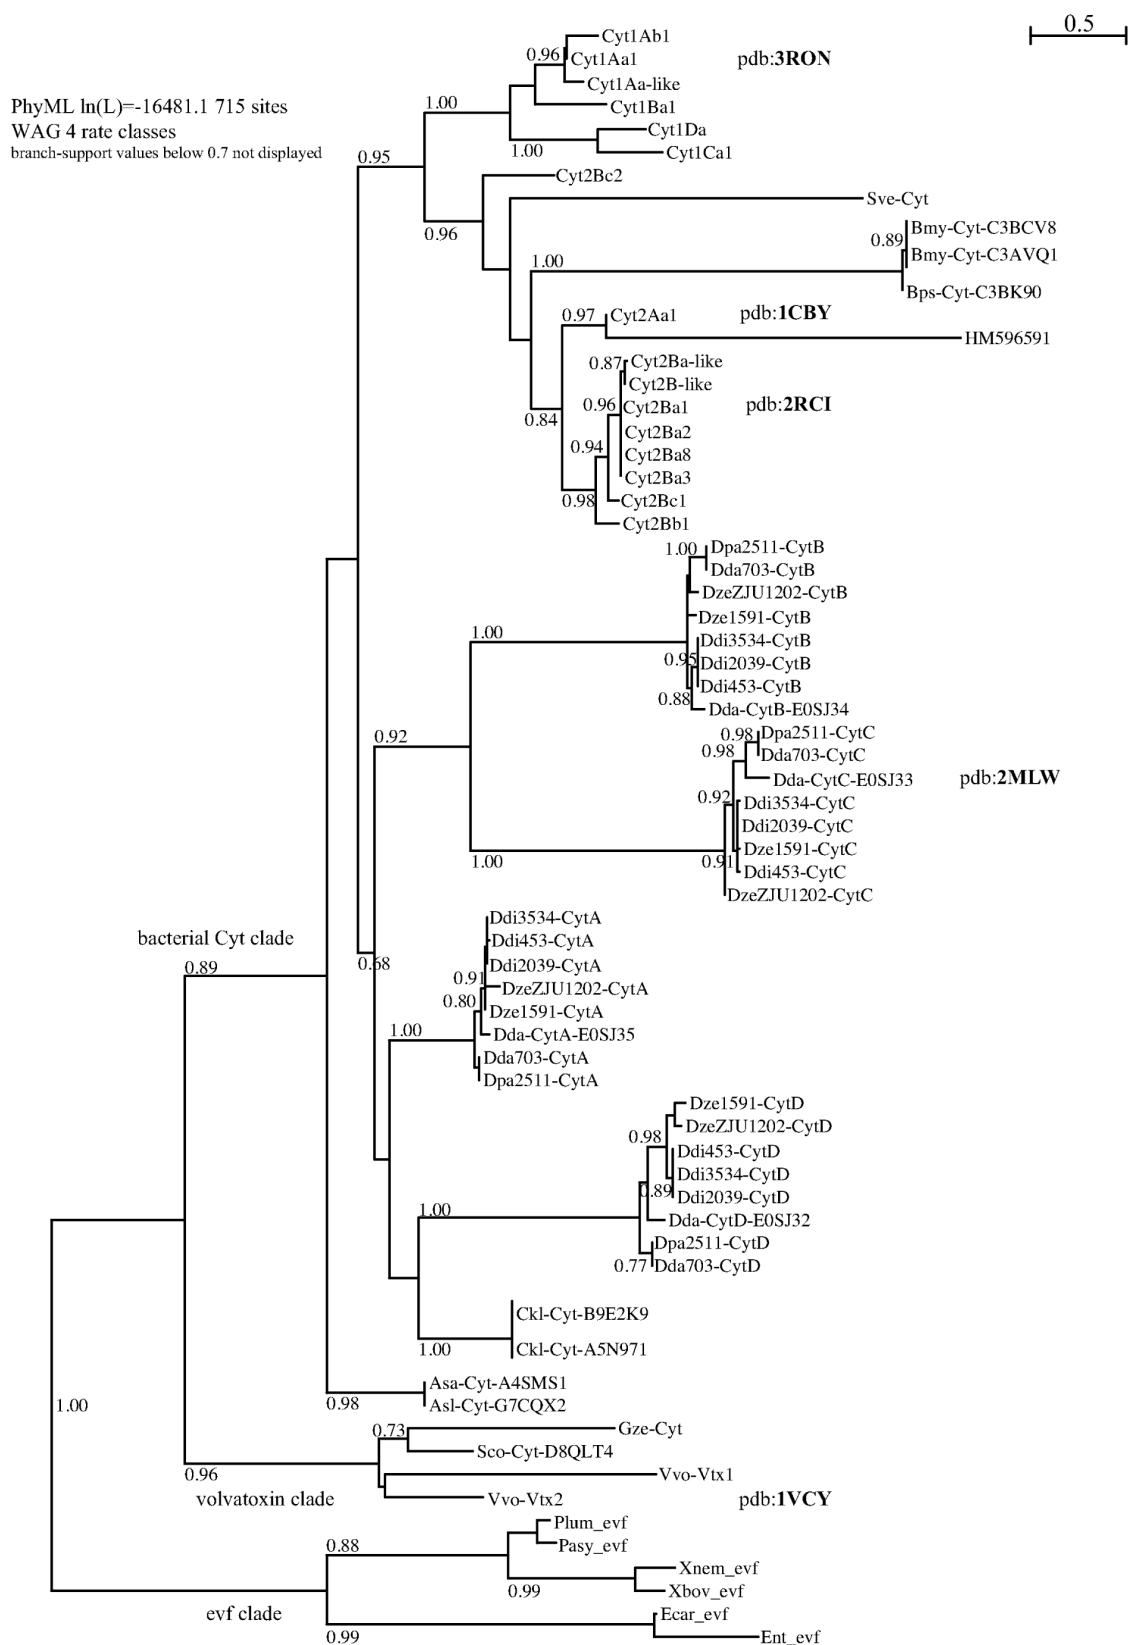 0.5
Cyt1Ab1
0.96
Cyt1Aa1
pdb:3RON
Cyt1Aa-like
PhyML ln(L)=-16481.1 715 sites
1.00
Cyt1Ba1
WAG 4 rate classes
Cyt1Da
branch-support values below 0.7 not displayed
0.95
1.00
Cyt1Ca1
Cyt2Bc2
Sve-Cyt
0.96
Bmy-Cyt-C3BCV8
0.89
Bmy-Cyt-C3AVQ1
1.00
Bps-Cyt-C3BK90
0.97
Cyt2Aa1
pdb:1CBY
HM596591
0.87
Cyt2Ba-like
Cyt2B-like
0.96
Cyt2Ba1
pdb:2RCI
0.84
Cyt2Ba2
0.94
Cyt2Ba8
Cyt2Ba3
0.98
Cyt2Bc1
Cyt2Bb1
1.00
Dpa2511-CytB
Dda703-CytB
DzeZJU1202-CytB
Dze1591-CytB
1.00
Ddi3534-CytB
0.95
Ddi2039-CytB
Ddi453-CytB
0.88
Dda-CytB-E0SJ34
0.92
0.98
Dpa2511-CytC
0.98
Dda703-CytC
Dda-CytC-E0SJ33
pdb:2MLW
0.92
Ddi3534-CytC
Ddi2039-CytC
Dze1591-CytC
1.00
0.91
Ddi453-CytC
DzeZJU1202-CytC
Ddi3534-CytA
bacterial Cyt clade
Ddi453-CytA
0.89
0.68
Ddi2039-CytA
0.91
DzeZJU1202-CytA
0.80
Dze1591-CytA
1.00
Dda-CytA-E0SJ35
Dda703-CytA
Dpa2511-CytA
Dze1591-CytD
DzeZJU1202-CytD
0.98
Ddi453-CytD
Ddi3534-CytD
0.89
Ddi2039-CytD
1.00
Dda-CytD-E0SJ32
Dpa2511-CytD
0.77
Dda703-CytD
Ckl-Cyt-B9E2K9
1.00
Ckl-Cyt-A5N971
Asa-Cyt-A4SMS1
0.98
Asl-Cyt-G7CQX2
1.00
0.73
Gze-Cyt
Sco-Cyt-D8QLT4
0.96
Vvo-Vtx1
volvatoxin clade
Vvo-Vtx2
pdb:1VCY
Plum_evf
0.88
Pasy_evf
Xnem_evf
0.99
Xbov_evf
evf clade
Ecar_evf
0.99
Ent_evf